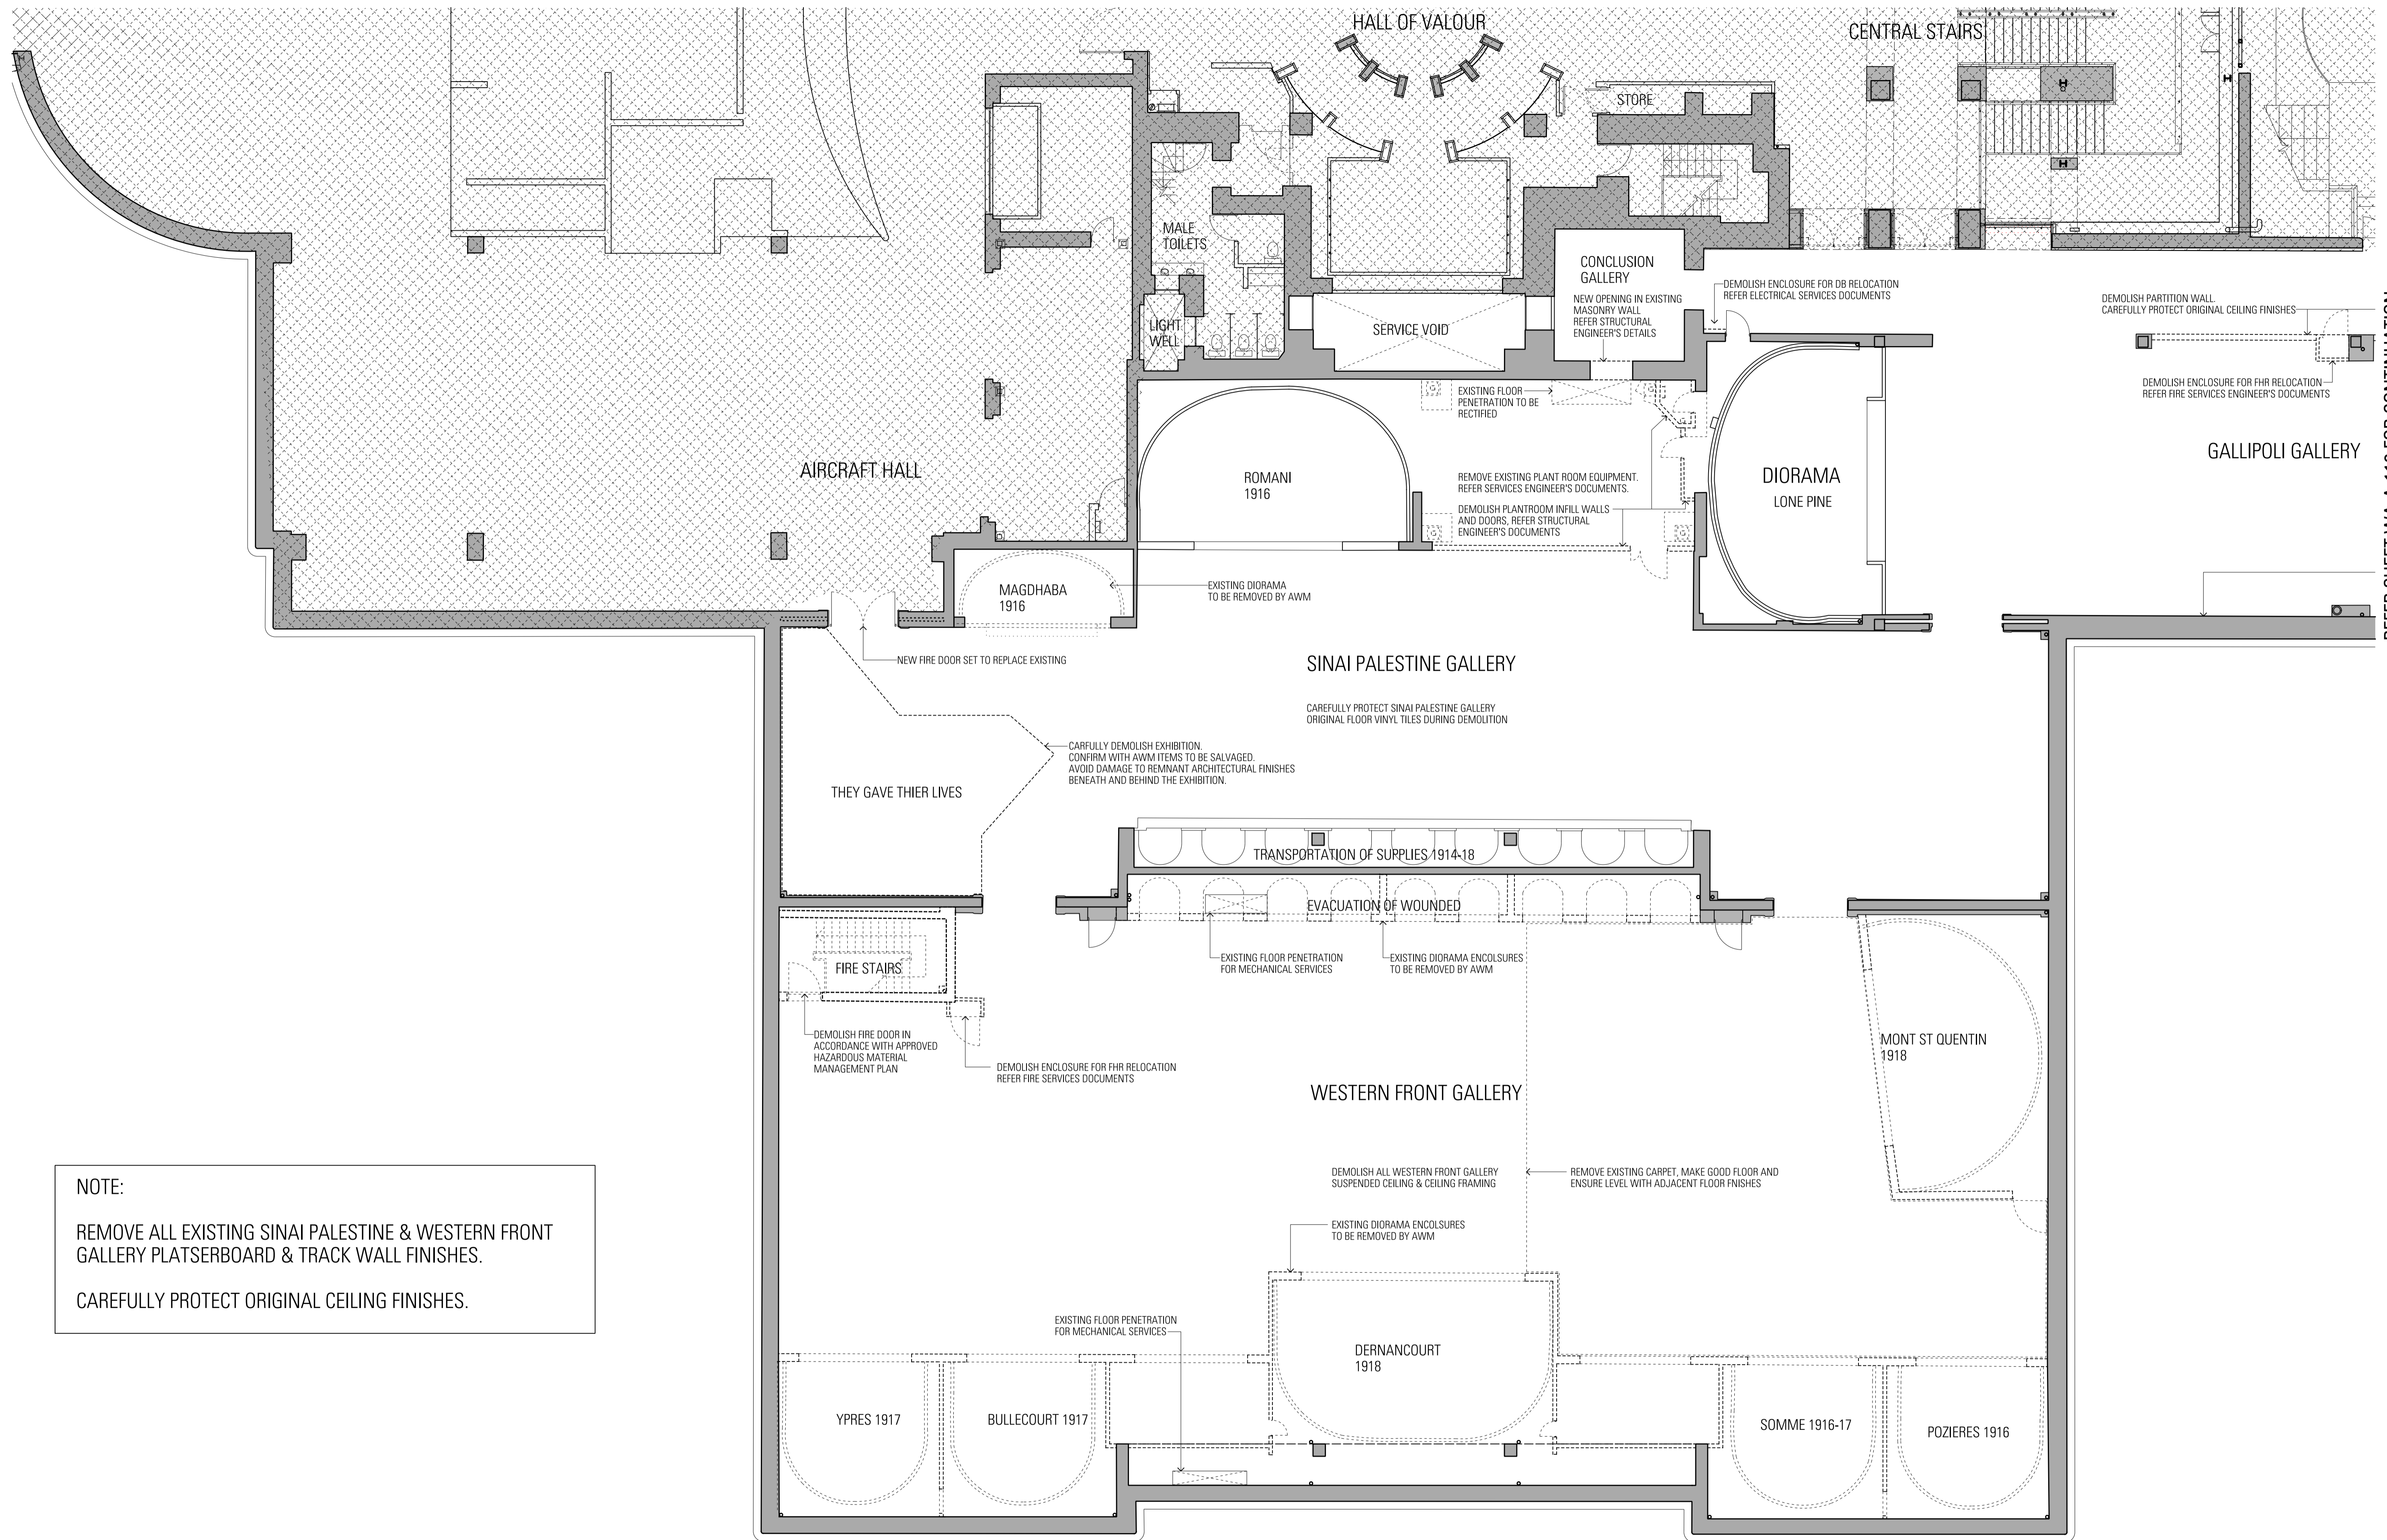 HALL OF VALOUR
CENTRAL STAIRS
STORE
MALE
TOILETS
CONCLUSION
GALLERY
NEW OPENING IN EXISTING
MASONRY WALL
REFER STRUCTURAL
ENGINEER'S DETAILS
DEMOLISH ENCLOSURE FOR DB RELOCATION
REFER ELECTRICAL SERVICES DOCUMENTS
DEMOLISH PARTITION WALL.
CAREFULLY PROTECT ORIGINAL CEILING FINISHES
LIGHT
WELL
SERVICE VOID
DEMOLISH ENCLOSURE FOR FHR RELOCATION
REFER FIRE SERVICES ENGINEER'S DOCUMENTS
EXISTING FLOOR
PENETRATION TO BE
RECTIFIED
GALLIPOLI GALLERY
AIRCRAFT HALL
ROMANI
1916
REMOVE EXISTING PLANT ROOM EQUIPMENT.
REFER SERVICES ENGINEER'S DOCUMENTS.
DEMOLISH PLANTROOM INFILL WALLS
AND DOORS, REFER STRUCTURAL
ENGINEER'S DOCUMENTS
DIORAMA
LONE PINE
MAGDHABA
1916
EXISTING DIORAMA
TO BE REMOVED BY AWM
NEW FIRE DOOR SET TO REPLACE EXISTING
SINAI PALESTINE GALLERY
CAREFULLY PROTECT SINAI PALESTINE GALLERY
ORIGINAL FLOOR VINYL TILES DURING DEMOLITION
CARFULLY DEMOLISH EXHIBITION.
CONFIRM WITH AWM ITEMS TO BE SALVAGED.
AVOID DAMAGE TO REMNANT ARCHITECTURAL FINISHES
BENEATH AND BEHIND THE EXHIBITION.
THEY GAVE THIER LIVES
TRANSPORTATION OF SUPPLIES 1914-18
EVACUATION OF WOUNDED
EXISTING FLOOR PENETRATION
FOR MECHANICAL SERVICES
EXISTING DIORAMA ENCOLSURES
TO BE REMOVED BY AWM
FIRE STAIRS
DEMOLISH FIRE DOOR IN
ACCORDANCE WITH APPROVED
HAZARDOUS MATERIAL
MANAGEMENT PLAN
DEMOLISH ENCLOSURE FOR FHR RELOCATION
REFER FIRE SERVICES DOCUMENTS
MONT ST QUENTIN
1918
WESTERN FRONT GALLERY
DEMOLISH ALL WESTERN FRONT GALLERY
SUSPENDED CEILING & CEILING FRAMING
REMOVE EXISTING CARPET, MAKE GOOD FLOOR AND
ENSURE LEVEL WITH ADJACENT FLOOR FNISHES
EXISTING DIORAMA ENCOLSURES
TO BE REMOVED BY AWM
EXISTING FLOOR PENETRATION
FOR MECHANICAL SERVICES
DERNANCOURT
1918
YPRES 1917
BULLECOURT 1917
SOMME 1916-17
POZIERES 1916
NOTE:
REMOVE ALL EXISTING SINAI PALESTINE & WESTERN FRONT
GALLERY PLATSERBOARD & TRACK WALL FINISHES.
CAREFULLY PROTECT ORIGINAL CEILING FINISHES.